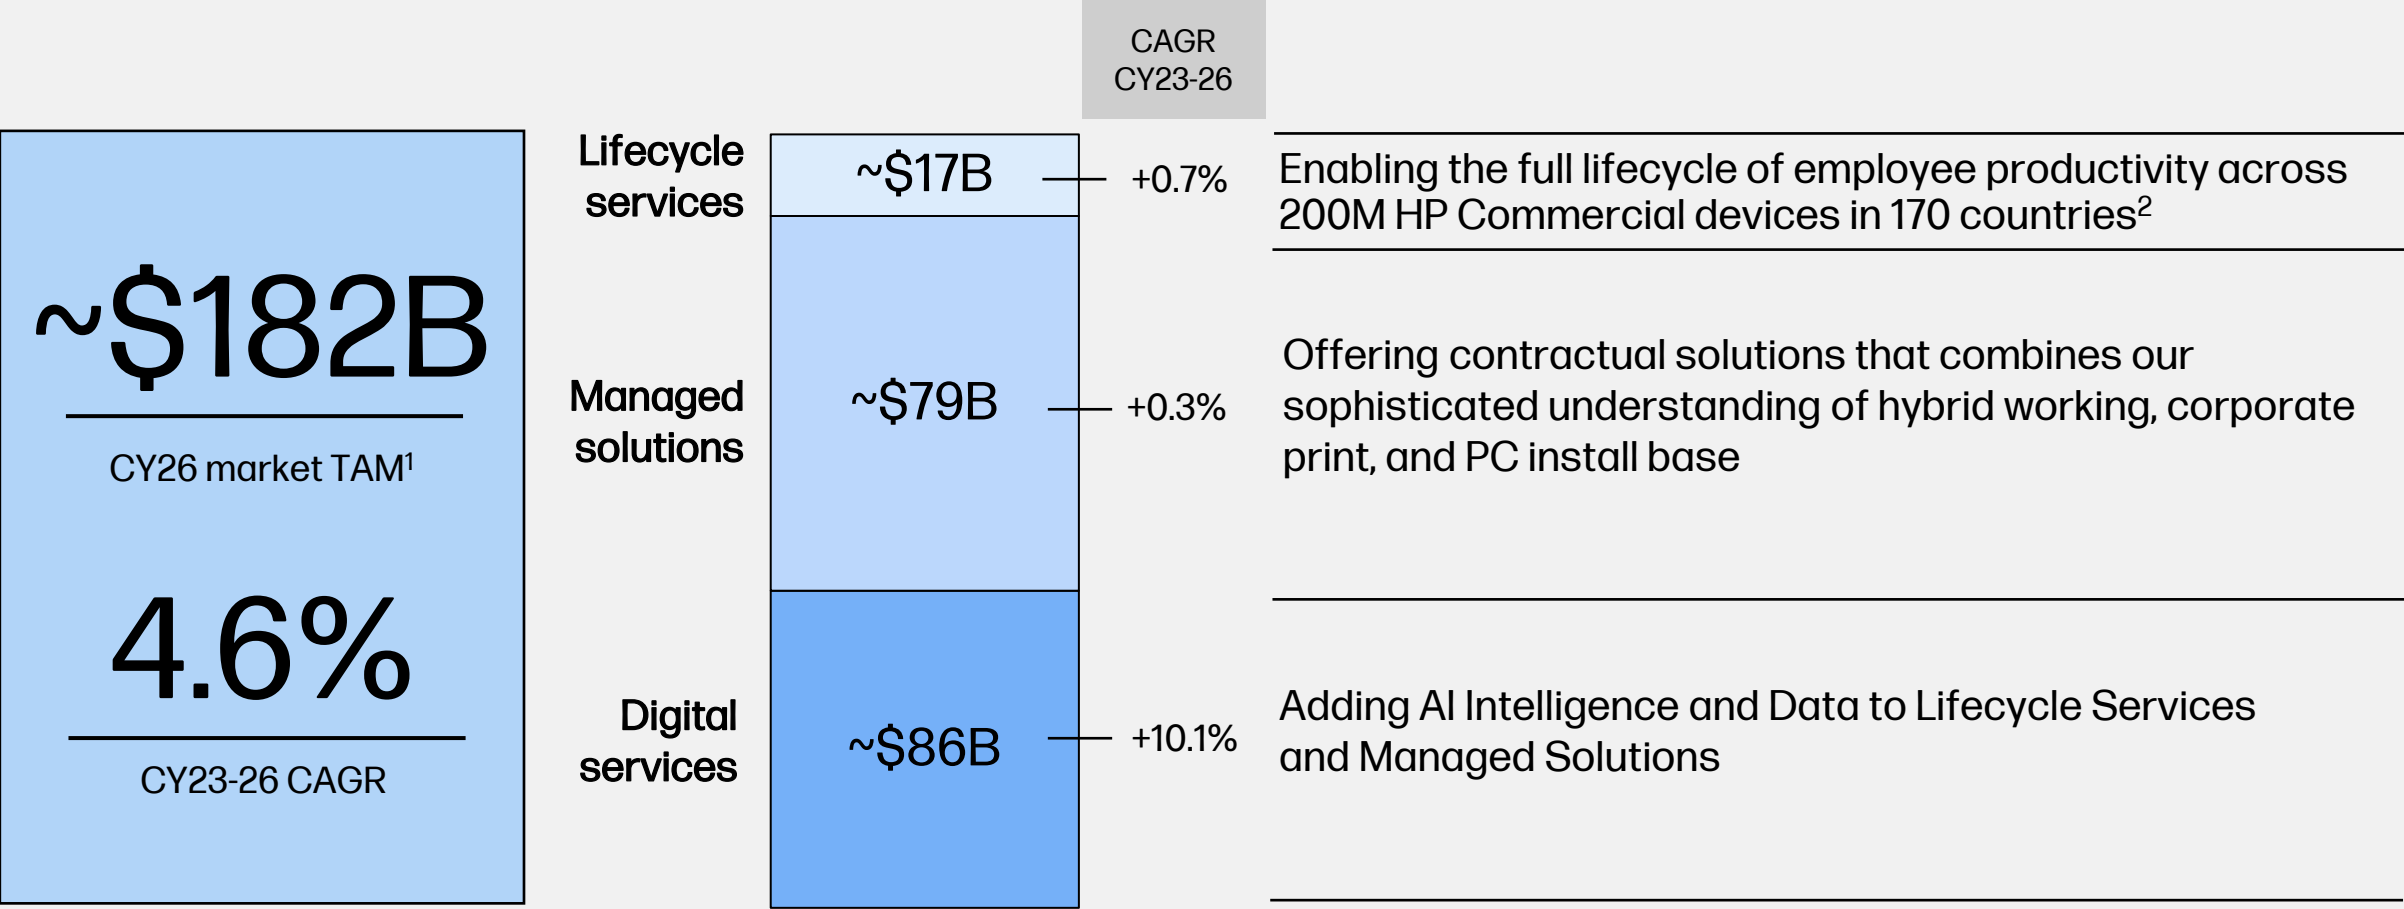 CAGR
CY23-26
~$182B
CY26 market TAM¹
4.6%
CY23-26 CAGR
Lifecycle
services
~$17B
+0.7%
Enabling the full lifecycle of employee productivity across
200M HP Commercial devices in 170 countries²
Managed
solutions
~$79B
+0.3%
Offering contractual solutions that combines our
sophisticated understanding of hybrid working, corporate
print, and PC install base
Digital
services
~$86B
+10.1%
Adding AI Intelligence and Data to Lifecycle Services
and Managed Solutions